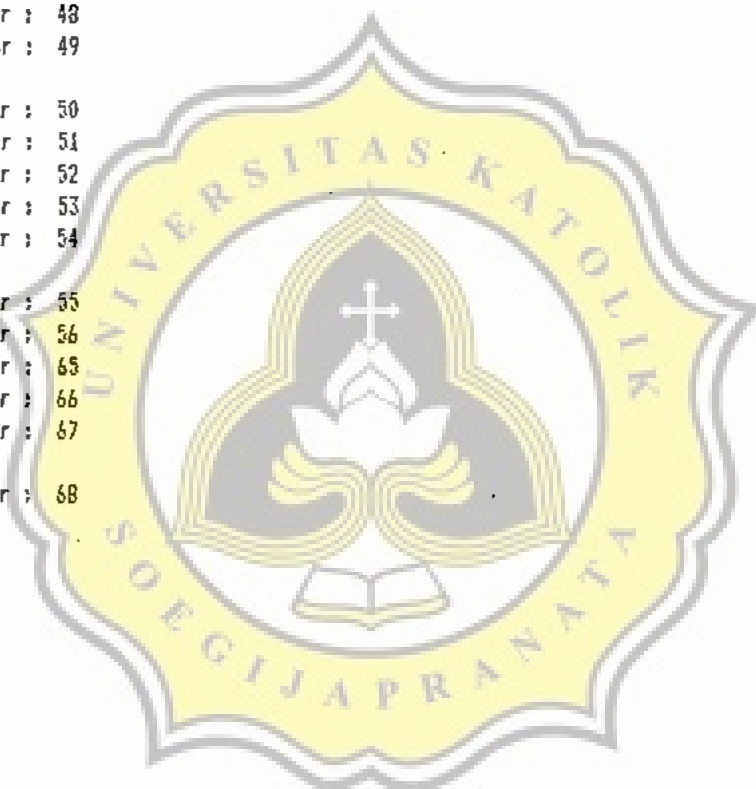 r : 48
r : 49
r : 50
r : 51
r : 52
r : 53
r : 54
r : 55
r : 56
r : 65
r : 66
r : 67
r : 68
UNIVERSITAS KATOLIK
SOEGIJAPRANATA